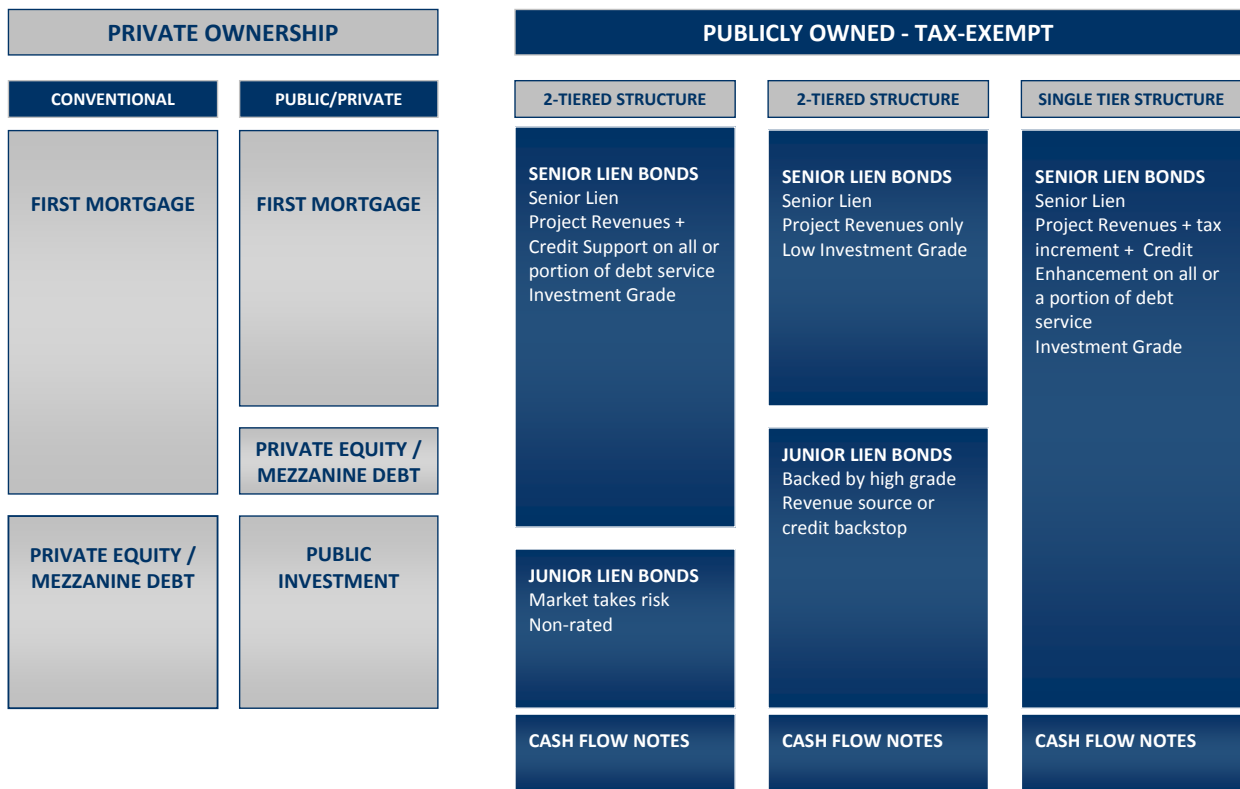 PRIVATE OWNERSHIP
PUBLICLY OWNED - TAX-EXEMPT
CONVENTIONAL
PUBLIC/PRIVATE
2-TIERED STRUCTURE
2-TIERED STRUCTURE
SINGLE TIER STRUCTURE
FIRST MORTGAGE
PRIVATE EQUITY /
MEZZANINE DEBT
FIRST MORTGAGE
PRIVATE EQUITY /
MEZZANINE DEBT
PUBLIC
INVESTMENT
SENIOR LIEN BONDS
Senior Lien
Project Revenues +
Credit Support on all or
portion of debt service
Investment Grade
JUNIOR LIEN BONDS
Market takes risk
Non-rated
CASH FLOW NOTES
SENIOR LIEN BONDS
Senior Lien
Project Revenues only
Low Investment Grade
JUNIOR LIEN BONDS
Backed by high grade
Revenue source or
credit backstop
CASH FLOW NOTES
SENIOR LIEN BONDS
Senior Lien
Project Revenues + tax
increment + Credit
Enhancement on all or
a portion of debt
service
Investment Grade
CASH FLOW NOTES